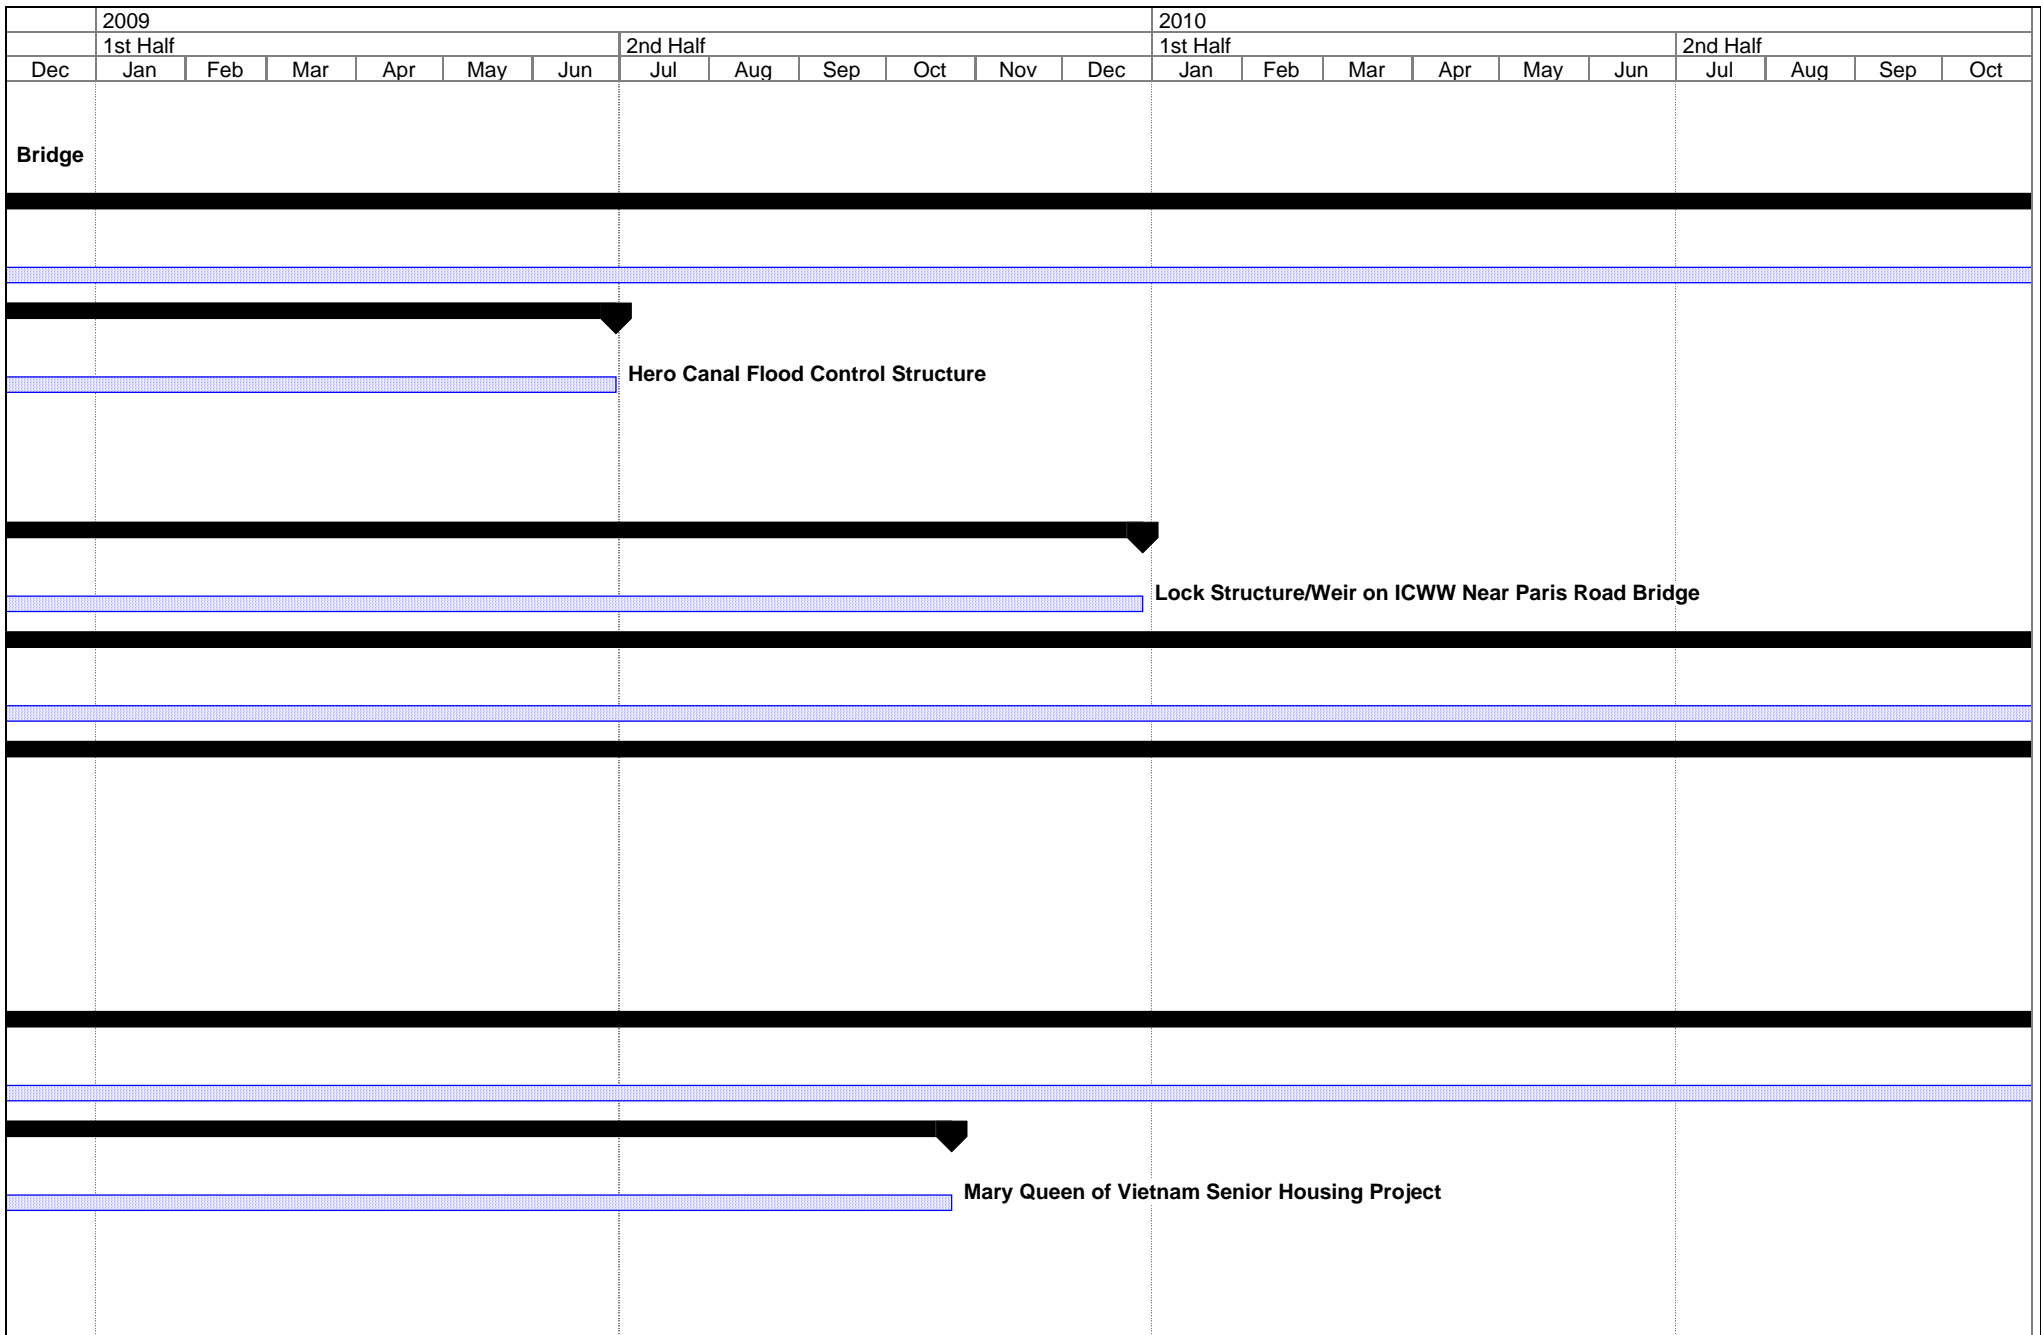 2009 2010
1st Half 2nd Half 1st Half 2nd Half
Dec Jan Feb Mar Apr May Jun Jul Aug Sep Oct Nov Dec Jan Feb Mar Apr May Jun Jul Aug Sep Oct
Bridge
Hero Canal Flood Control Structure
Lock Structure/Weir on ICWW Near Paris Road Bridge
Mary Queen of Vietnam Senior Housing Project